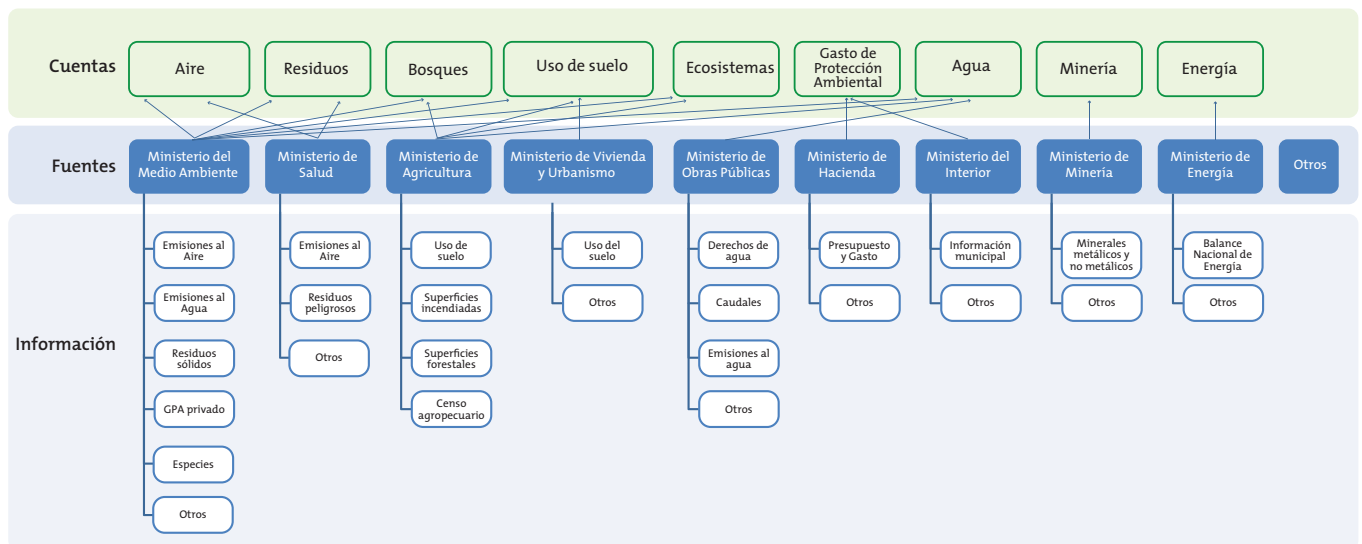 Cuentas
Aire
Residuos
Bosques
Uso de suelo
Ecosistemas
Gasto de
Protección
Ambiental
Agua
Minería
Energía
Fuentes
Ministerio del
Medio Ambiente
Ministerio de
Salud
Ministerio de
Agricultura
Ministerio de Vivienda
y Urbanismo
Ministerio de
Obras Públicas
Ministerio de
Hacienda
Ministerio del
Interior
Ministerio de
Minería
Ministerio de
Energía
Otros
Información
Emisiones al
Aire
Emisiones al
Agua
Residuos
sólidos
GPA privado
Especies
Otros
Emisiones al
Aire
Residuos
peligrosos
Otros
Uso de
suelo
Superficies
incendiadas
Superficies
forestales
Censo
agropecuario
Uso del
suelo
Otros
Derechos de
agua
Caudales
Emisiones al
agua
Otros
Presupuesto
y Gasto
Otros
Información
municipal
Otros
Minerales
metálicos y
no metálicos
Otros
Balance
Nacional de
Energía
Otros